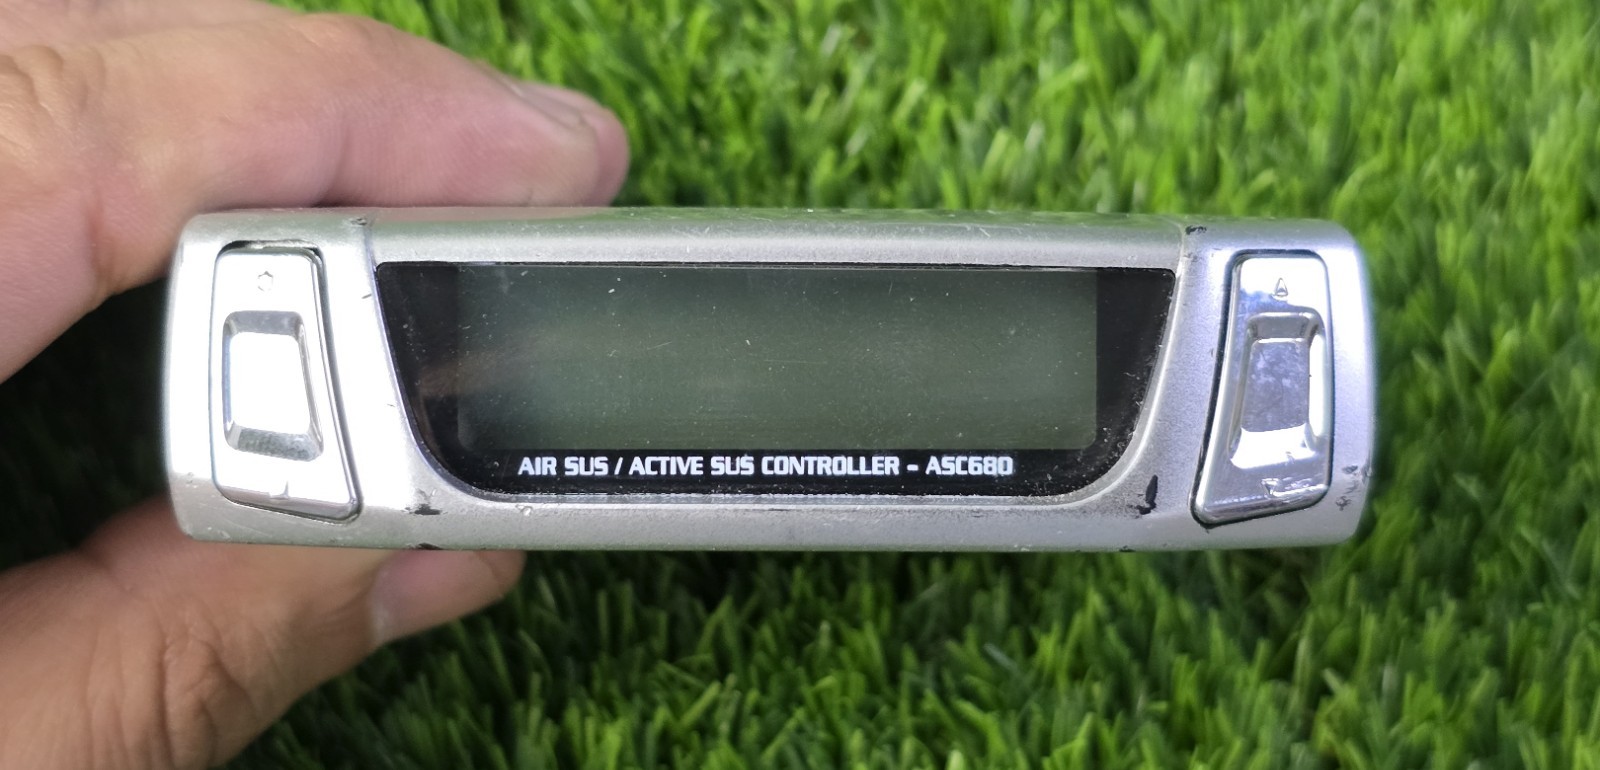 AIR SUS / ACTIVE SUS CONTROLLER - ASC680